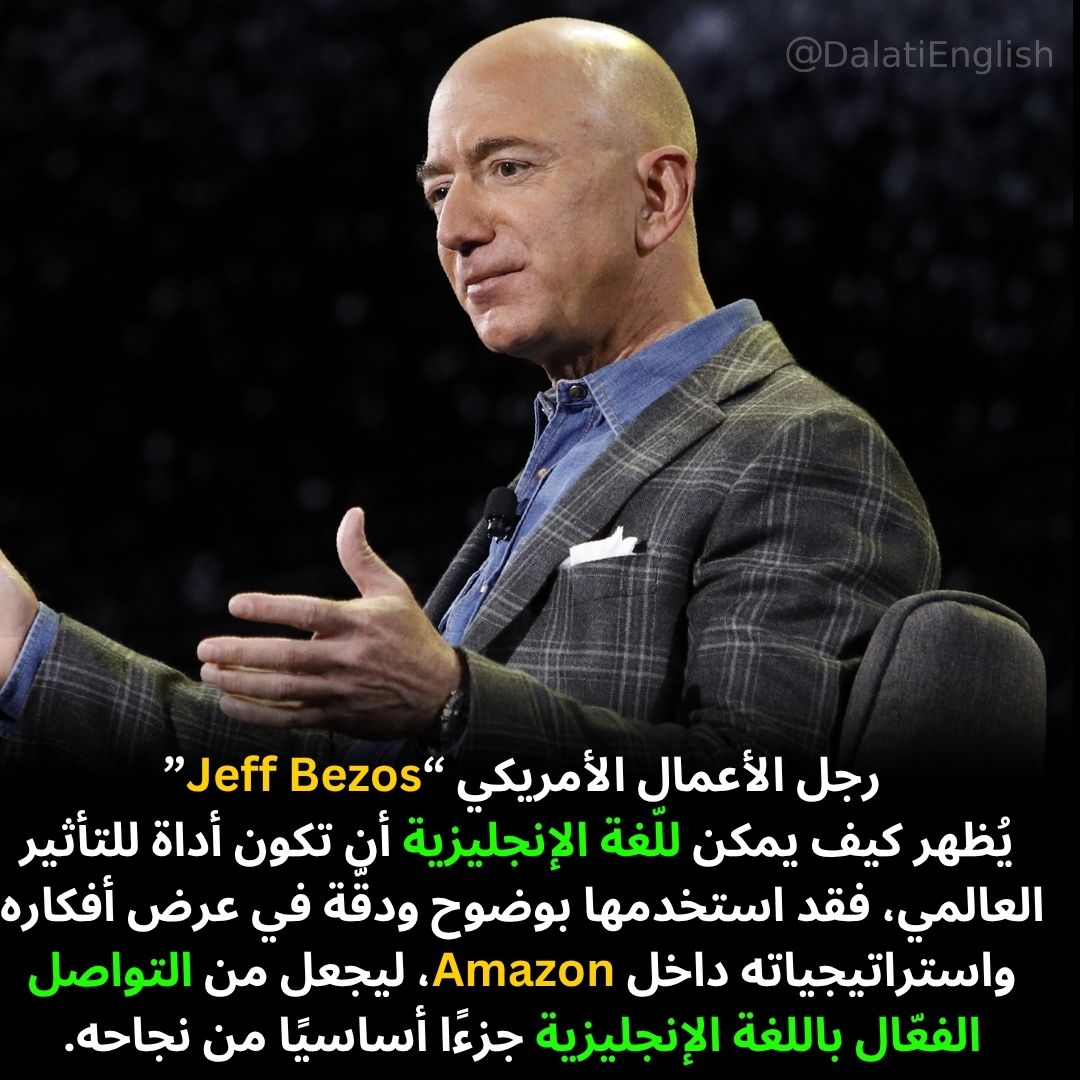 @DalatiEnglish
رجل الأعمال الأمريكي “Jeff Bezos”
يُظهر كيف يمكن للّغة الإنجليزية أن تكون أداة للتأثير
العالمي، فقد استخدمها بوضوح ودقّة في عرض أفكاره
واستراتيجياته داخل Amazon، ليجعل من التواصل
الفعّال باللغة الإنجليزية جزءًا أساسيًا من نجاحه.